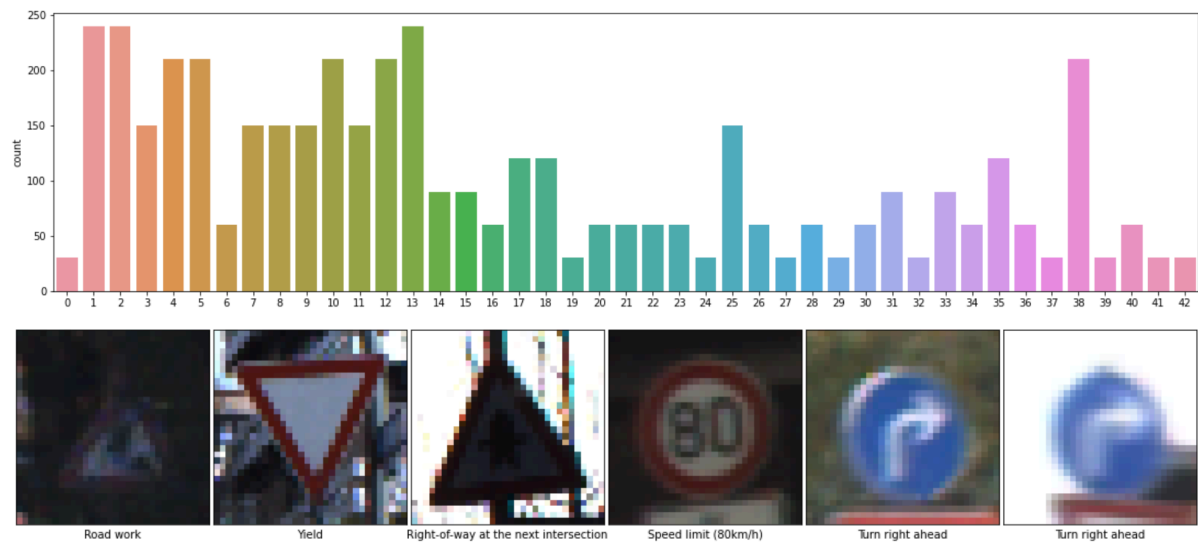 250
200
150
100
50
0
count
0 1 2 3 4 5 6 7 8 9 10 11 12 13 14 15 16 17 18 19 20 21 22 23 24 25 26 27 28 29 30 31 32 33 34 35 36 37 38 39 40 41 42
80
Road work Yield Right-of-way at the next intersection Speed limit (80km/h) Turn right ahead Turn right ahead